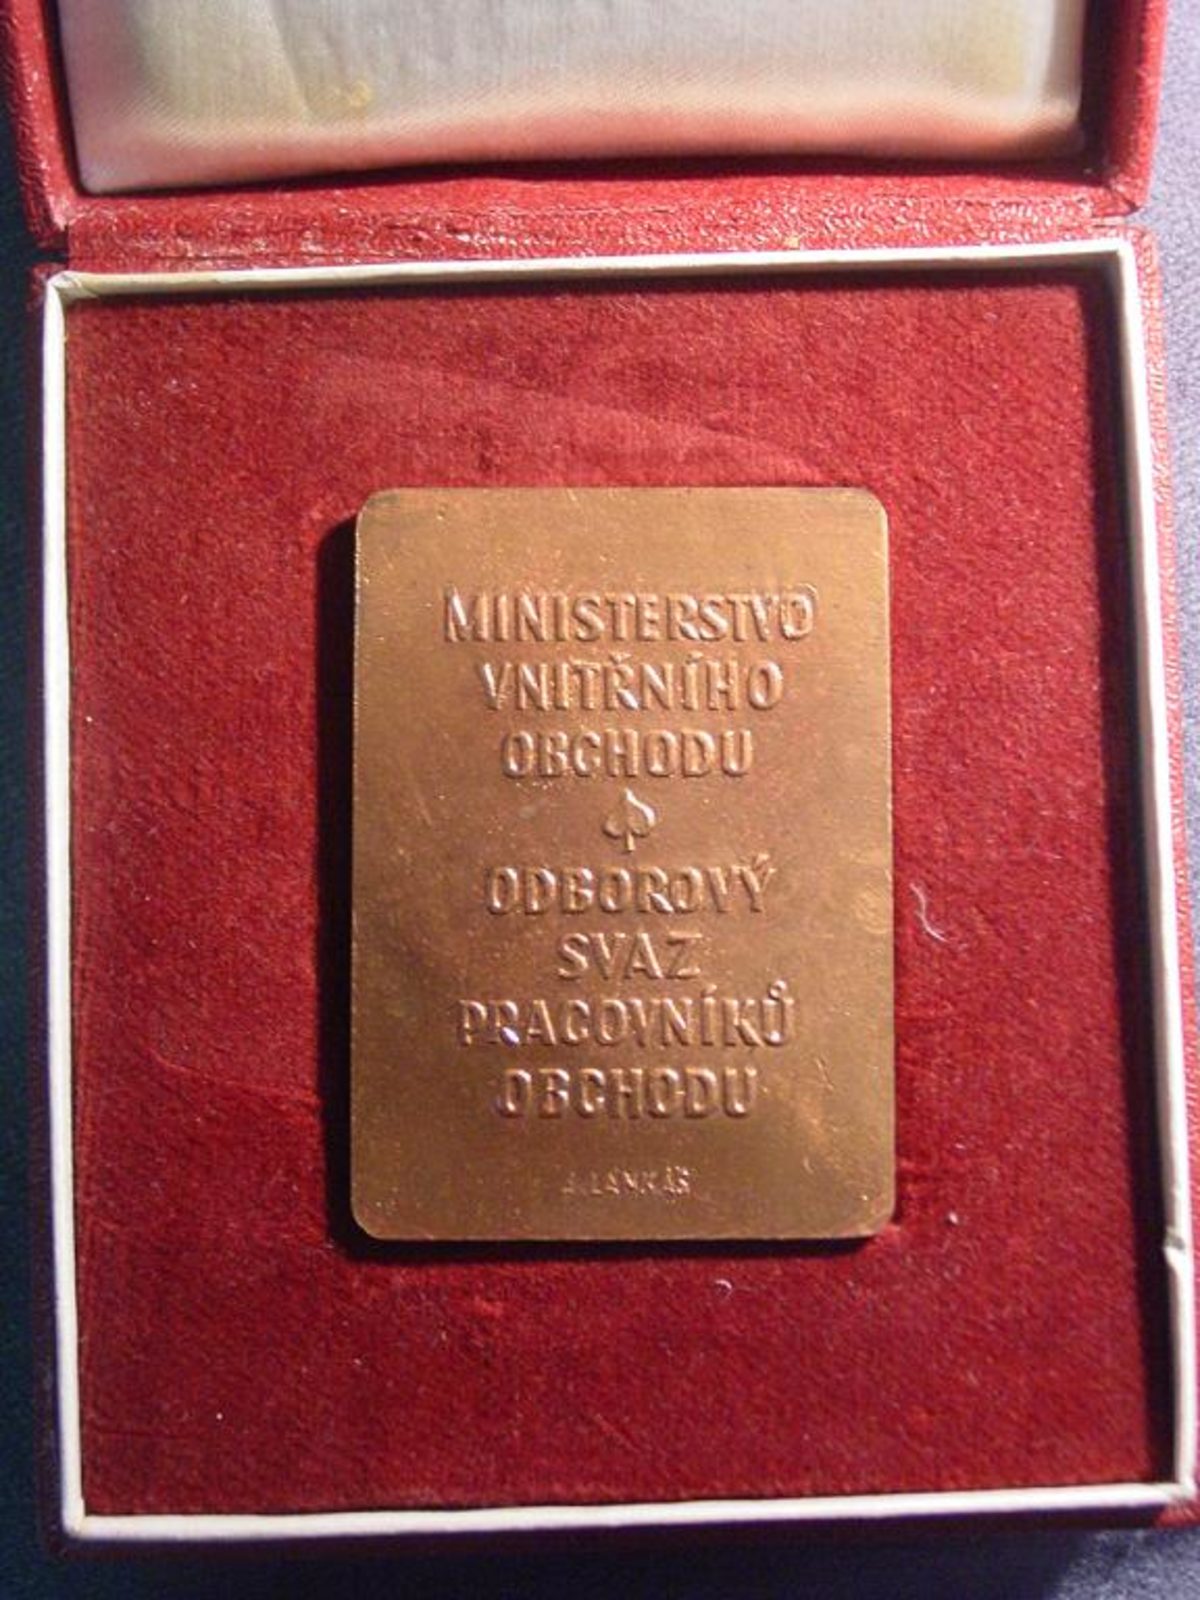 MINISTERSTVO
VNITŘNÍHO
OBCHODU
ODBOROVÝ
SVAZ
PRACOVNÍKŮ
OBCHODU